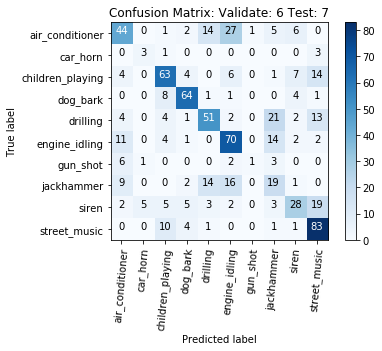 Confusion Matrix: Validate: 6 Test: 7
True label
air_conditioner 44 0 1 2 14 27 1 5 6 0
car_horn 0 3 1 0 0 0 0 0 0 3
children_playing 4 0 63 4 0 6 0 1 7 14
dog_bark 0 0 8 64 1 1 0 0 4 1
drilling 4 0 4 1 51 2 0 21 2 13
engine_idling 11 0 4 2 1 70 0 14 2 2
gun_shot 6 1 0 0 0 2 1 3 0 0
jackhammer 9 0 0 2 14 16 0 19 1 0
siren 2 5 5 5 3 2 0 3 28 19
street_music 0 0 10 4 1 0 0 1 1 83
air_conditioner car_horn children_playing dog_bark drilling engine_idling gun_shot jackhammer siren street_music
Predicted label
80
70
60
50
40
30
20
10
0